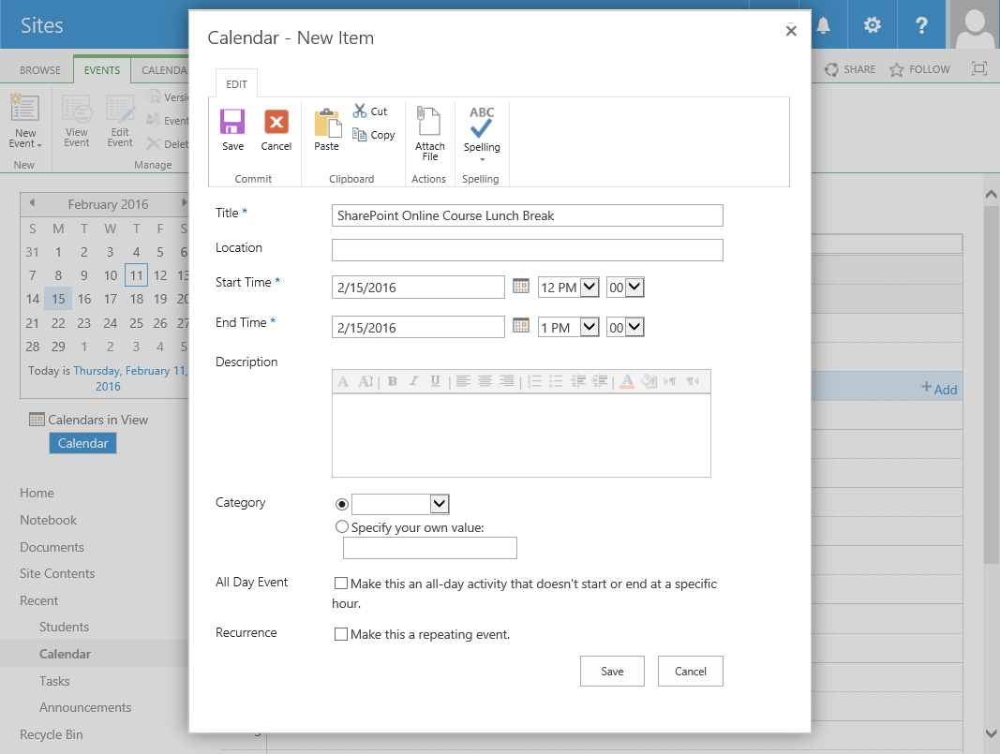 Sites
?
BROWSE EVENTS CALENDA
SHARE FOLLOW
New Event
View Event
Edit Event
Versi
Event
Delet
New
Manage
February 2016
S M T W T F S
31 1 2 3 4 5 6
7 8 9 10 11 12 13
14 15 16 17 18 19 20
21 22 23 24 25 26 27
28 29 1 2 3 4 5
Today is Thursday, February 11,
2016
Calendars in View
Calendar
Home
Notebook
Documents
Site Contents
Recent
Students
Calendar
Tasks
Announcements
Recycle Bin
Calendar - New Item
EDIT
Save
Cancel
Commit
Paste
Cut
Copy
Clipboard
Attach
File
Actions
ABC
Spelling
Spelling
Title *
SharePoint Online Course Lunch Break
Location
Start Time *
2/15/2016 12 PM 00
End Time *
2/15/2016 1 PM 00
Description
A AI B I U A
Category
Specify your own value:
All Day Event
Make this an all-day activity that doesn't start or end at a specific
hour.
Recurrence
Make this a repeating event.
Save Cancel
Add